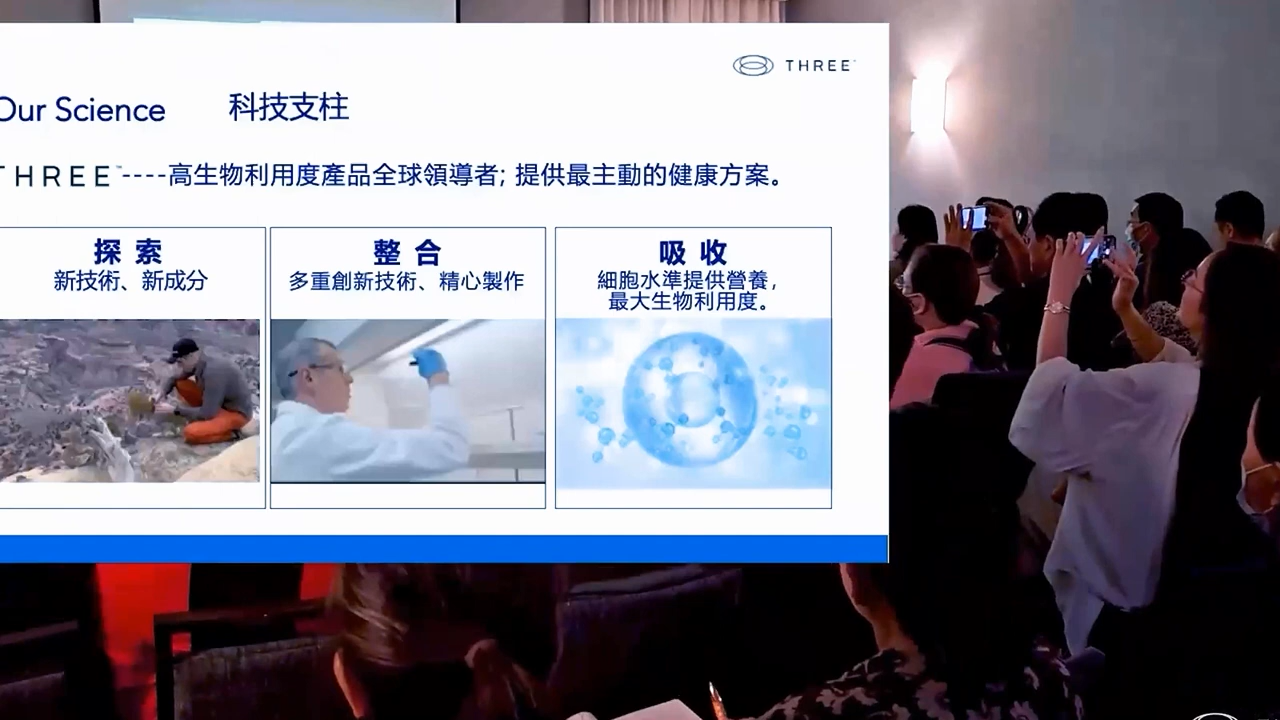 THREE
Our Science 科技支柱
THREE™----高生物利用度產品全球領導者; 提供最主動的健康方案。
探索
新技術、新成分
整合
多重創新技術、精心製作
吸收
細胞水準提供營養，
最大生物利用度。